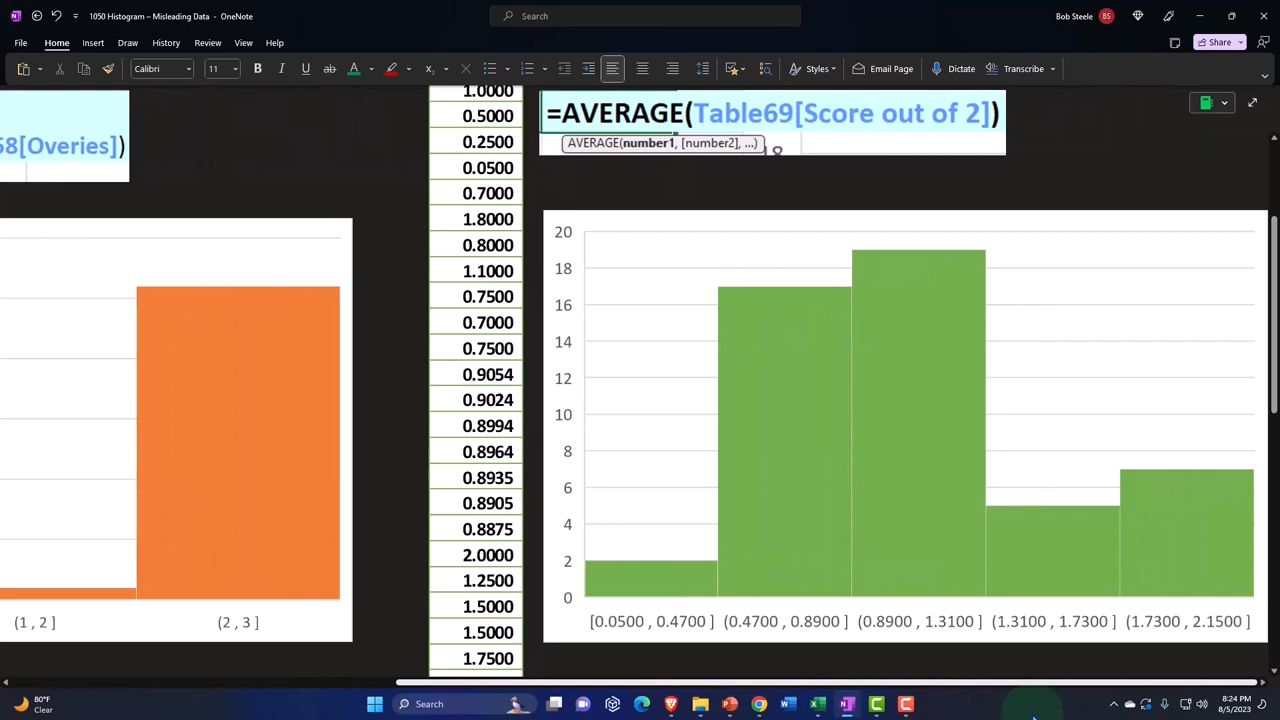 1050 Histogram – Misleading Data - OneNote
Search
Bob Steele BS
File Home Insert Draw History Review View Help
Share
Calibri 11 B I U ab A x Styles Email Page Dictate Transcribe
1.0000
0.5000
0.2500
0.0500
0.7000
1.8000
0.8000
1.1000
0.7500
0.7000
0.7500
0.9054
0.9024
0.8994
0.8964
0.8935
0.8905
0.8875
2.0000
1.2500
1.5000
1.5000
1.7500
58[Overies])
(1 , 2 ] (2 , 3 ]
=AVERAGE(Table69[Score out of 2])
AVERAGE(number1, [number2], ...)
18
20
18
16
14
12
10
8
6
4
2
0
[0.0500 , 0.4700 ] (0.4700 , 0.8900 ] (0.8900 , 1.3100 ] (1.3100 , 1.7300 ] (1.7300 , 2.1500 ]
80°F
Clear
Search
8:24 PM
8/5/2023